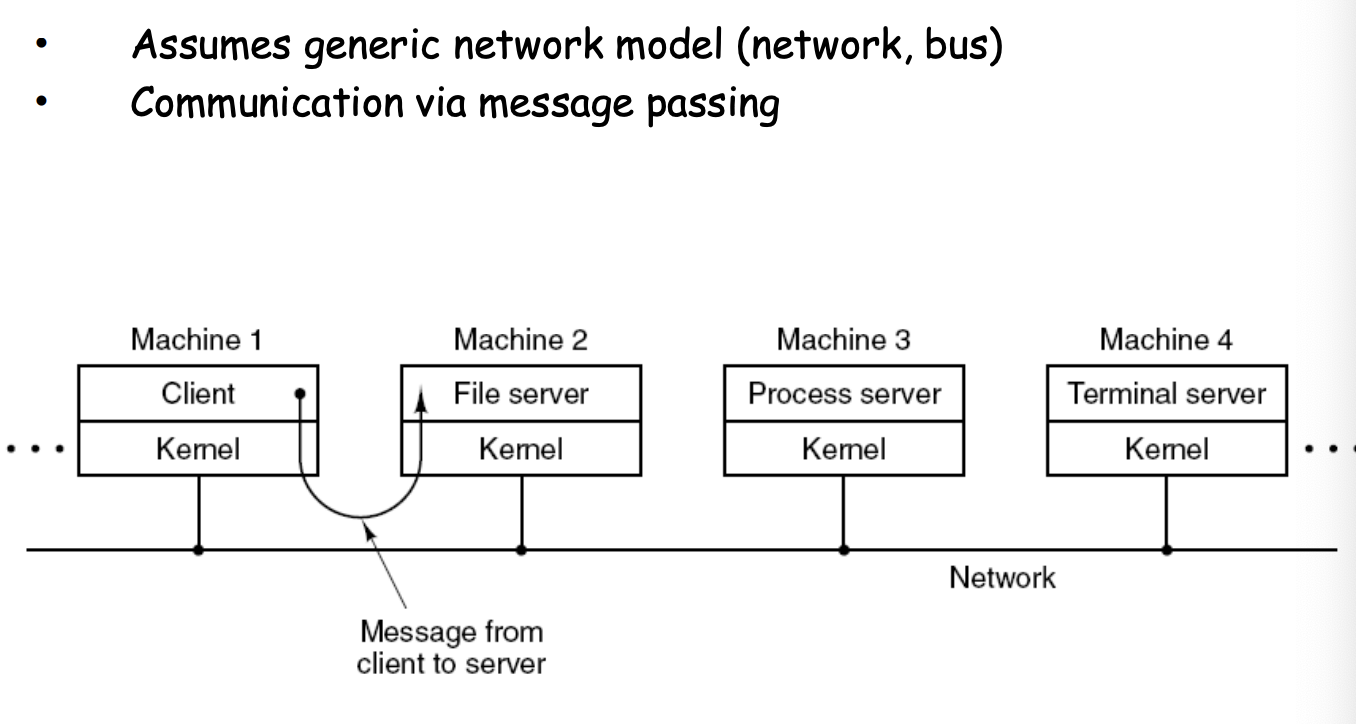 • Assumes generic network model (network, bus)
• Communication via message passing
Machine 1 Machine 2 Machine 3 Machine 4
Client File server Process server Terminal server
Kernel Kernel Kernel Kernel
Network
Message from
client to server